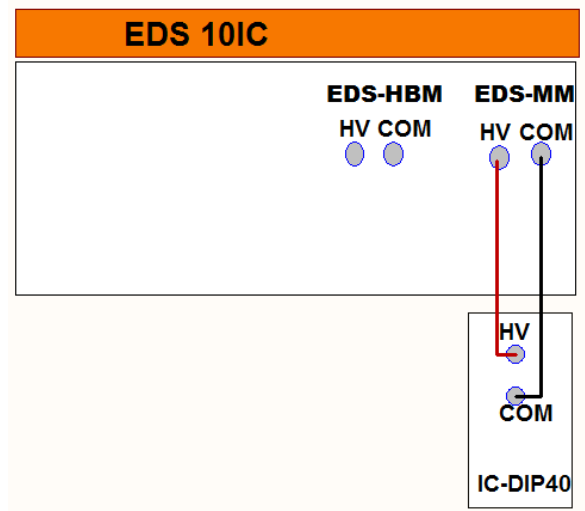 EDS 10IC
EDS-HBM EDS-MM
HV COM HV COM
HV
COM
IC-DIP40